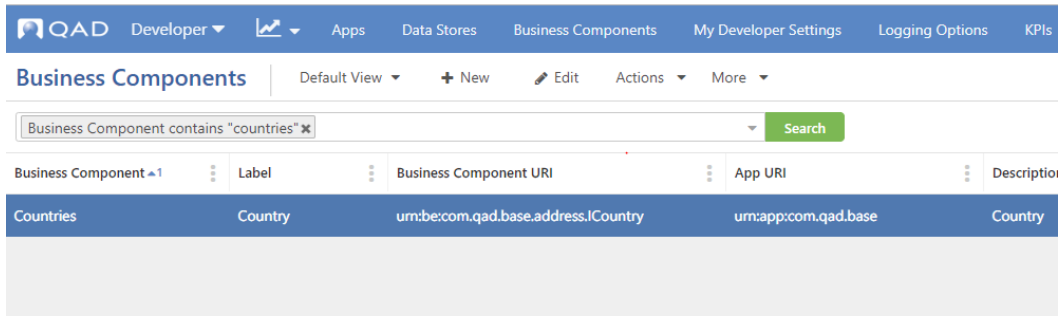 QAD Developer Apps Data Stores Business Components My Developer Settings Logging Options KPIs
Business Components Default View New Edit Actions More
Business Component contains "countries" x Search
Business Component 1 Label Business Component URI App URI Description
Countries Country urn:be:com.qad.base.address.ICountry urn:app:com.qad.base Country